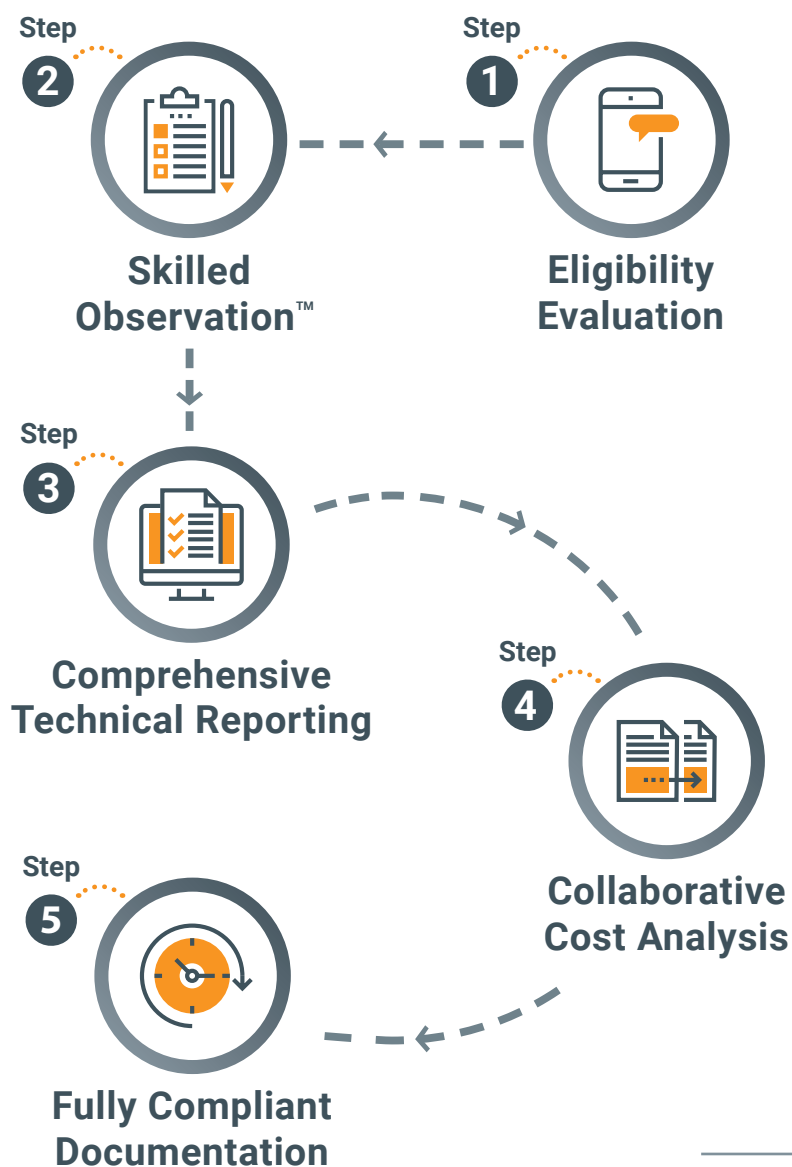 Step
1
Eligibility
Evaluation
Step
2
Skilled
Observation™
Step
3
Comprehensive
Technical Reporting
Step
4
Collaborative
Cost Analysis
Step
5
Fully Compliant
Documentation